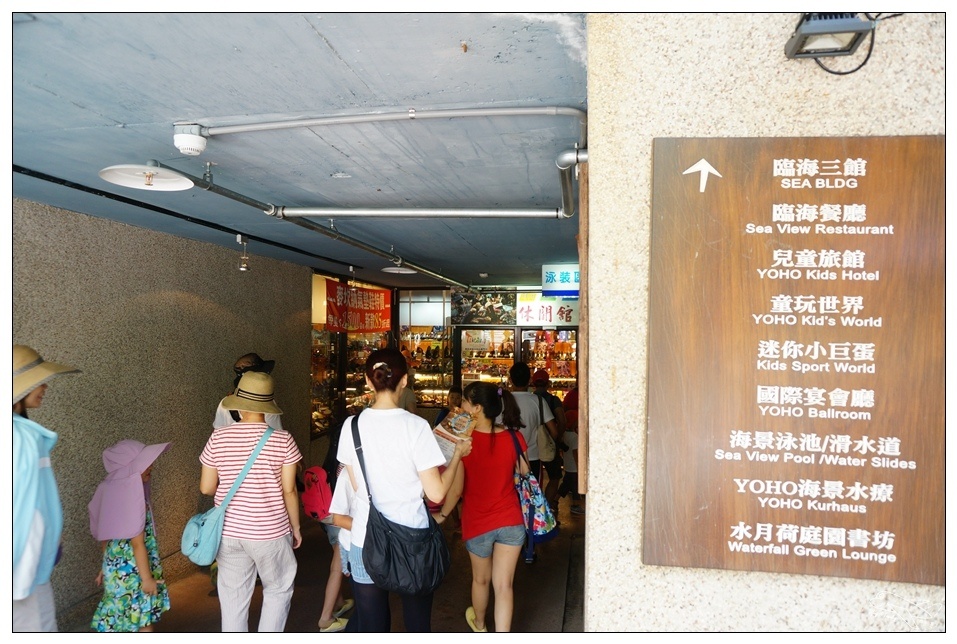 泳裝區
休閒館
臨海三館
SEA BLDG
臨海餐廳
Sea View Restaurant
兒童旅館
YOHO Kids Hotel
童玩世界
YOHO Kid's World
迷你小巨蛋
Kids Sport World
國際宴會廳
YOHO Ballroom
海景泳池/滑水道
Sea View Pool /Water Slides
YOHO海景水療
YOHO Kurhaus
水月荷庭園書坊
Waterfall Green Lounge